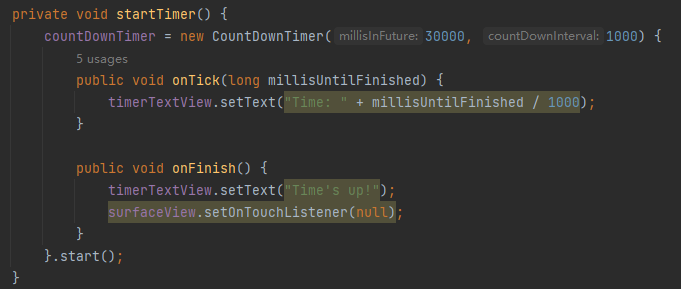 private void startTimer() {
countDownTimer = new CountDownTimer( millisInFuture: 30000, countDownInterval: 1000) {
5 usages
public void onTick(long millisUntilFinished) {
timerTextView.setText("Time: " + millisUntilFinished / 1000);
}
public void onFinish() {
timerTextView.setText("Time's up!");
surfaceView.setOnTouchListener(null);
}
}.start();
}